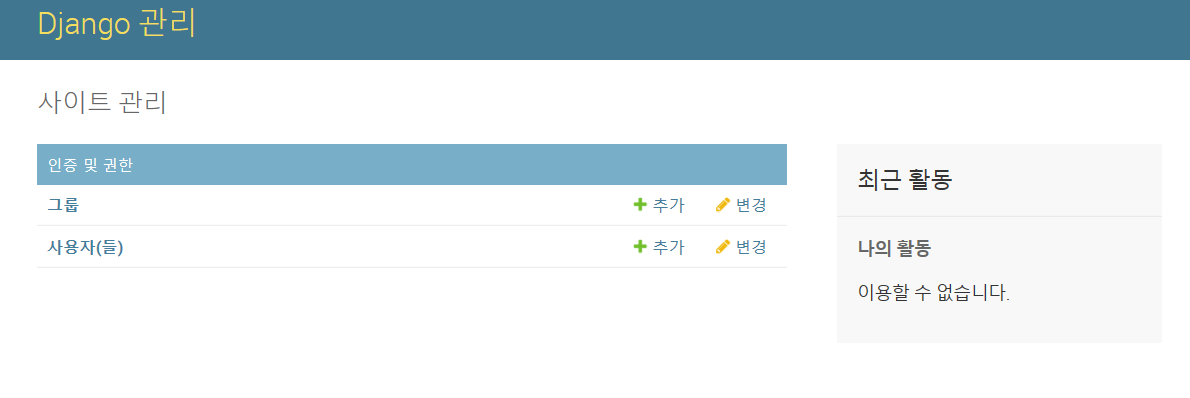 Django 관리
사이트 관리
인증 및 권한
그룹 추가 변경
사용자(들) 추가 변경
최근 활동
나의 활동
이용할 수 없습니다.